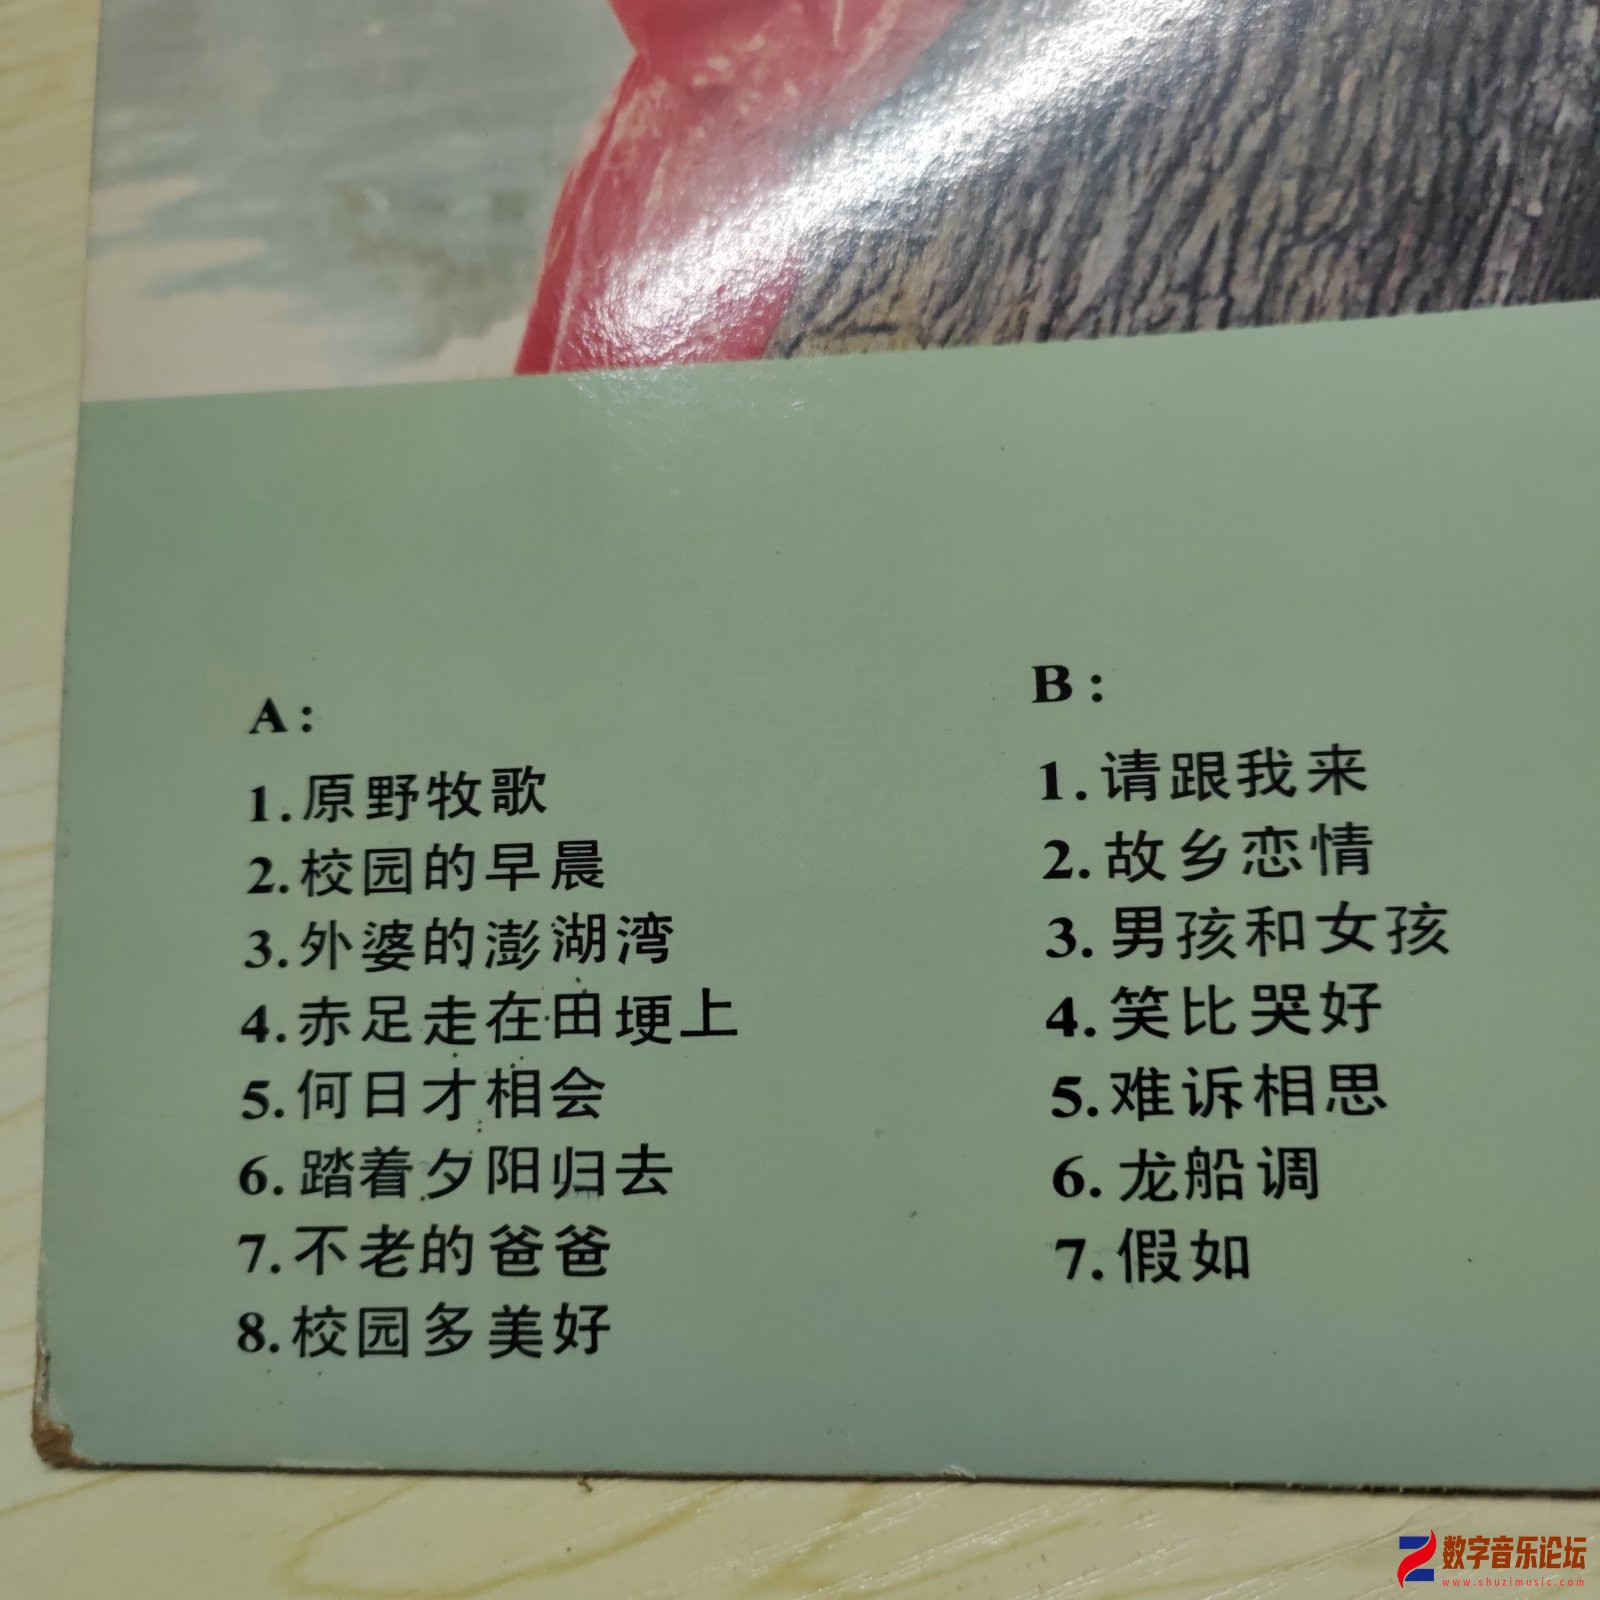 A:
1.原野牧歌
2.校园的早晨
3.外婆的澎湖湾
4.赤足走在田埂上
5.何日才相会
6.踏着夕阳归去
7.不老的爸爸
8.校园多美好
B:
1.请跟我来
2.故乡恋情
3.男孩和女孩
4.笑比哭好
5.难诉相思
6.龙船调
7.假如
数字音乐论坛
www.shuzimusic.com